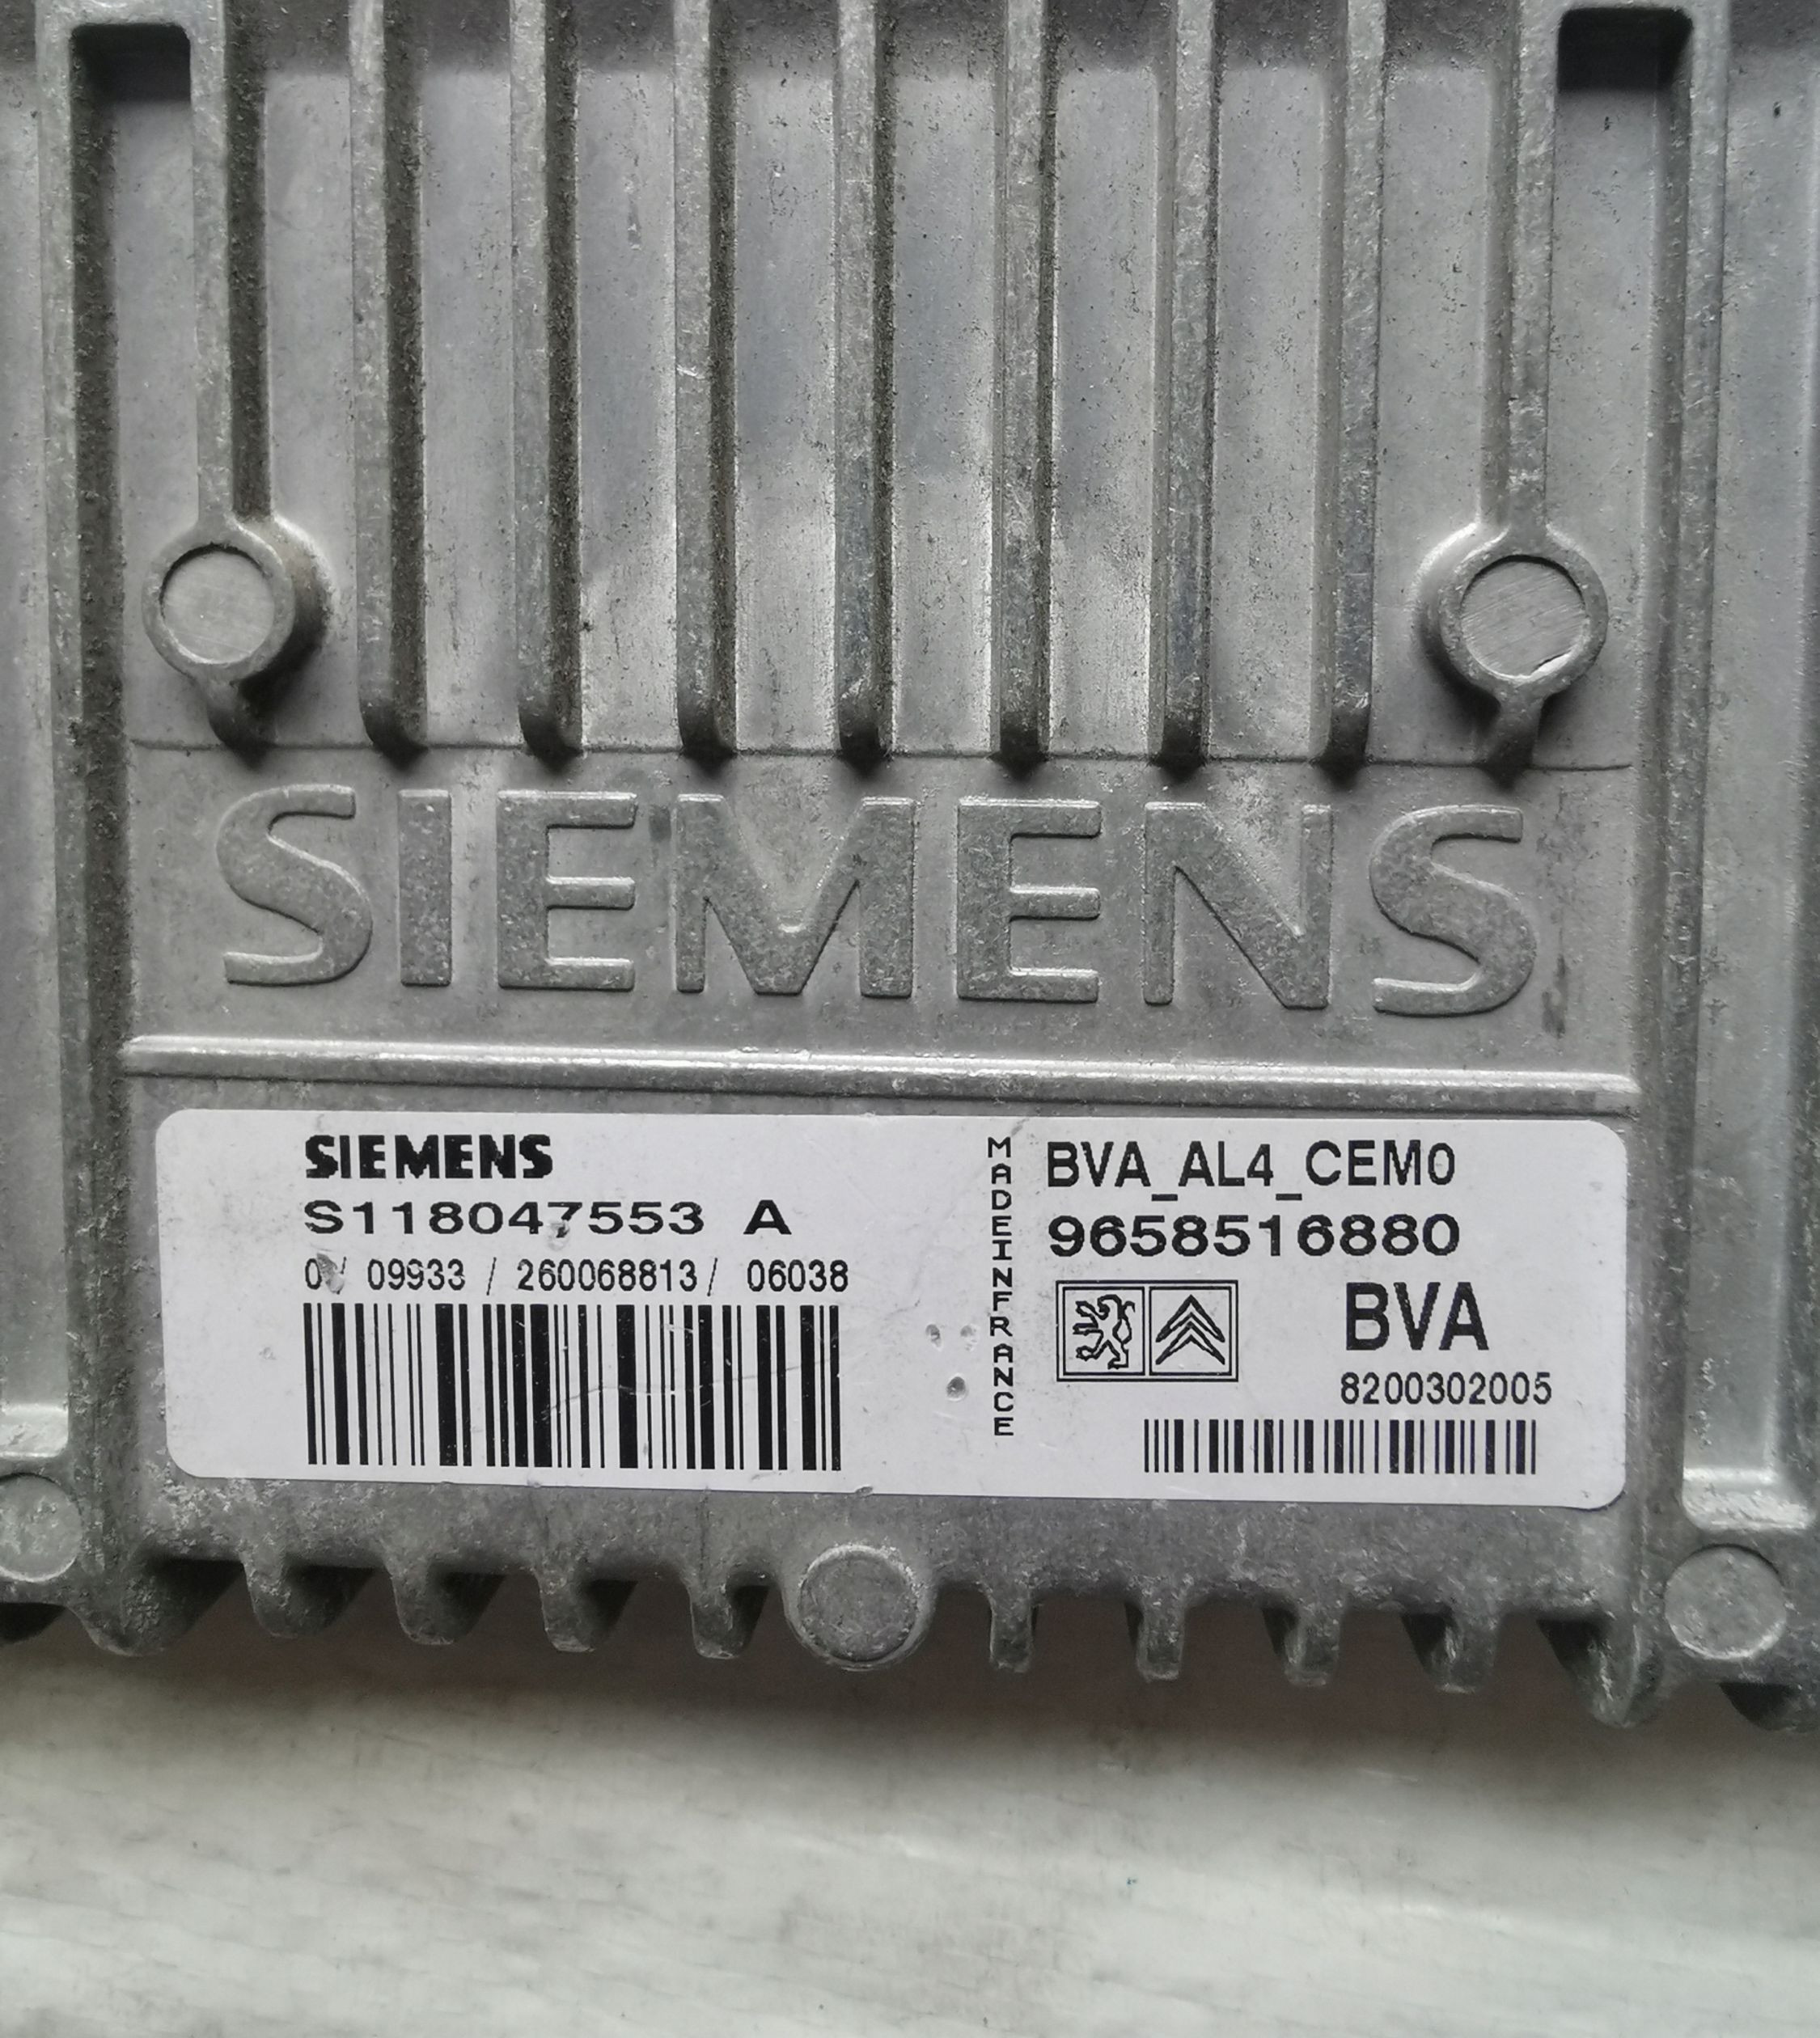 SIEMENS
SIEMENS
S118047553 A
09933 / 260068813 / 06038
MADEINFRANCE
BVA_AL4_CEM0
9658516880
BVA
8200302005